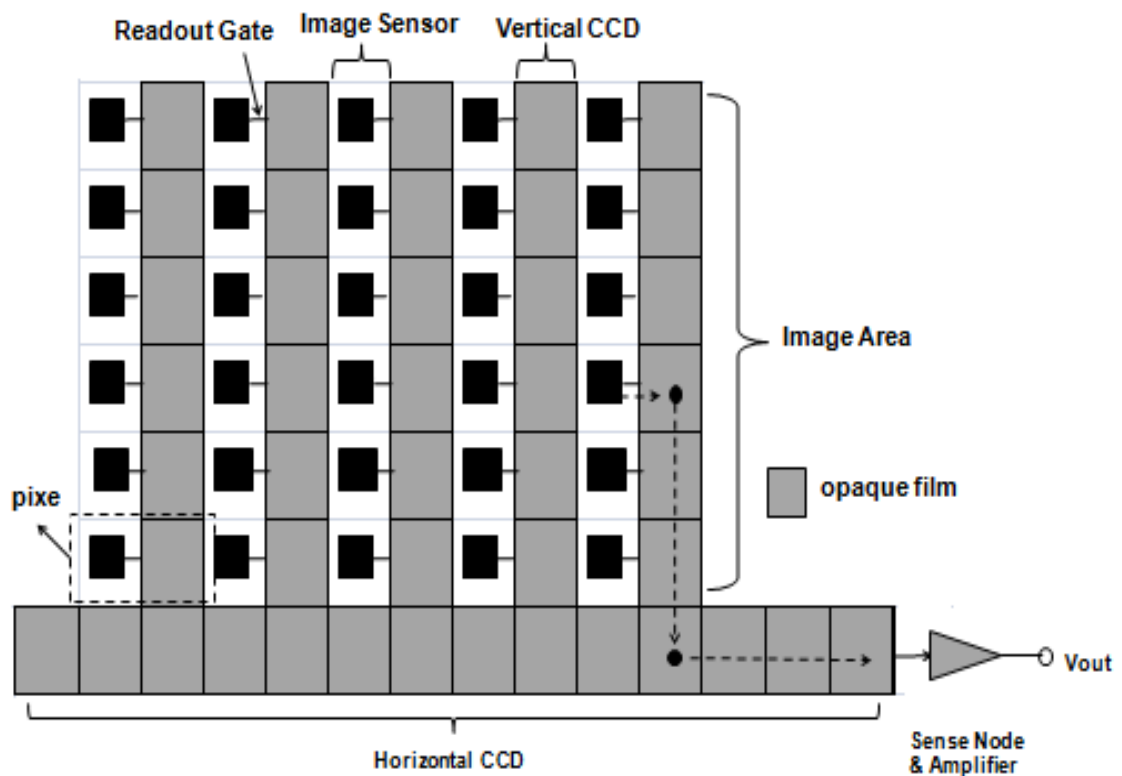 Readout Gate
Image Sensor
Vertical CCD
Image Area
opaque film
pixe
Vout
Horizontal CCD
Sense Node
& Amplifier